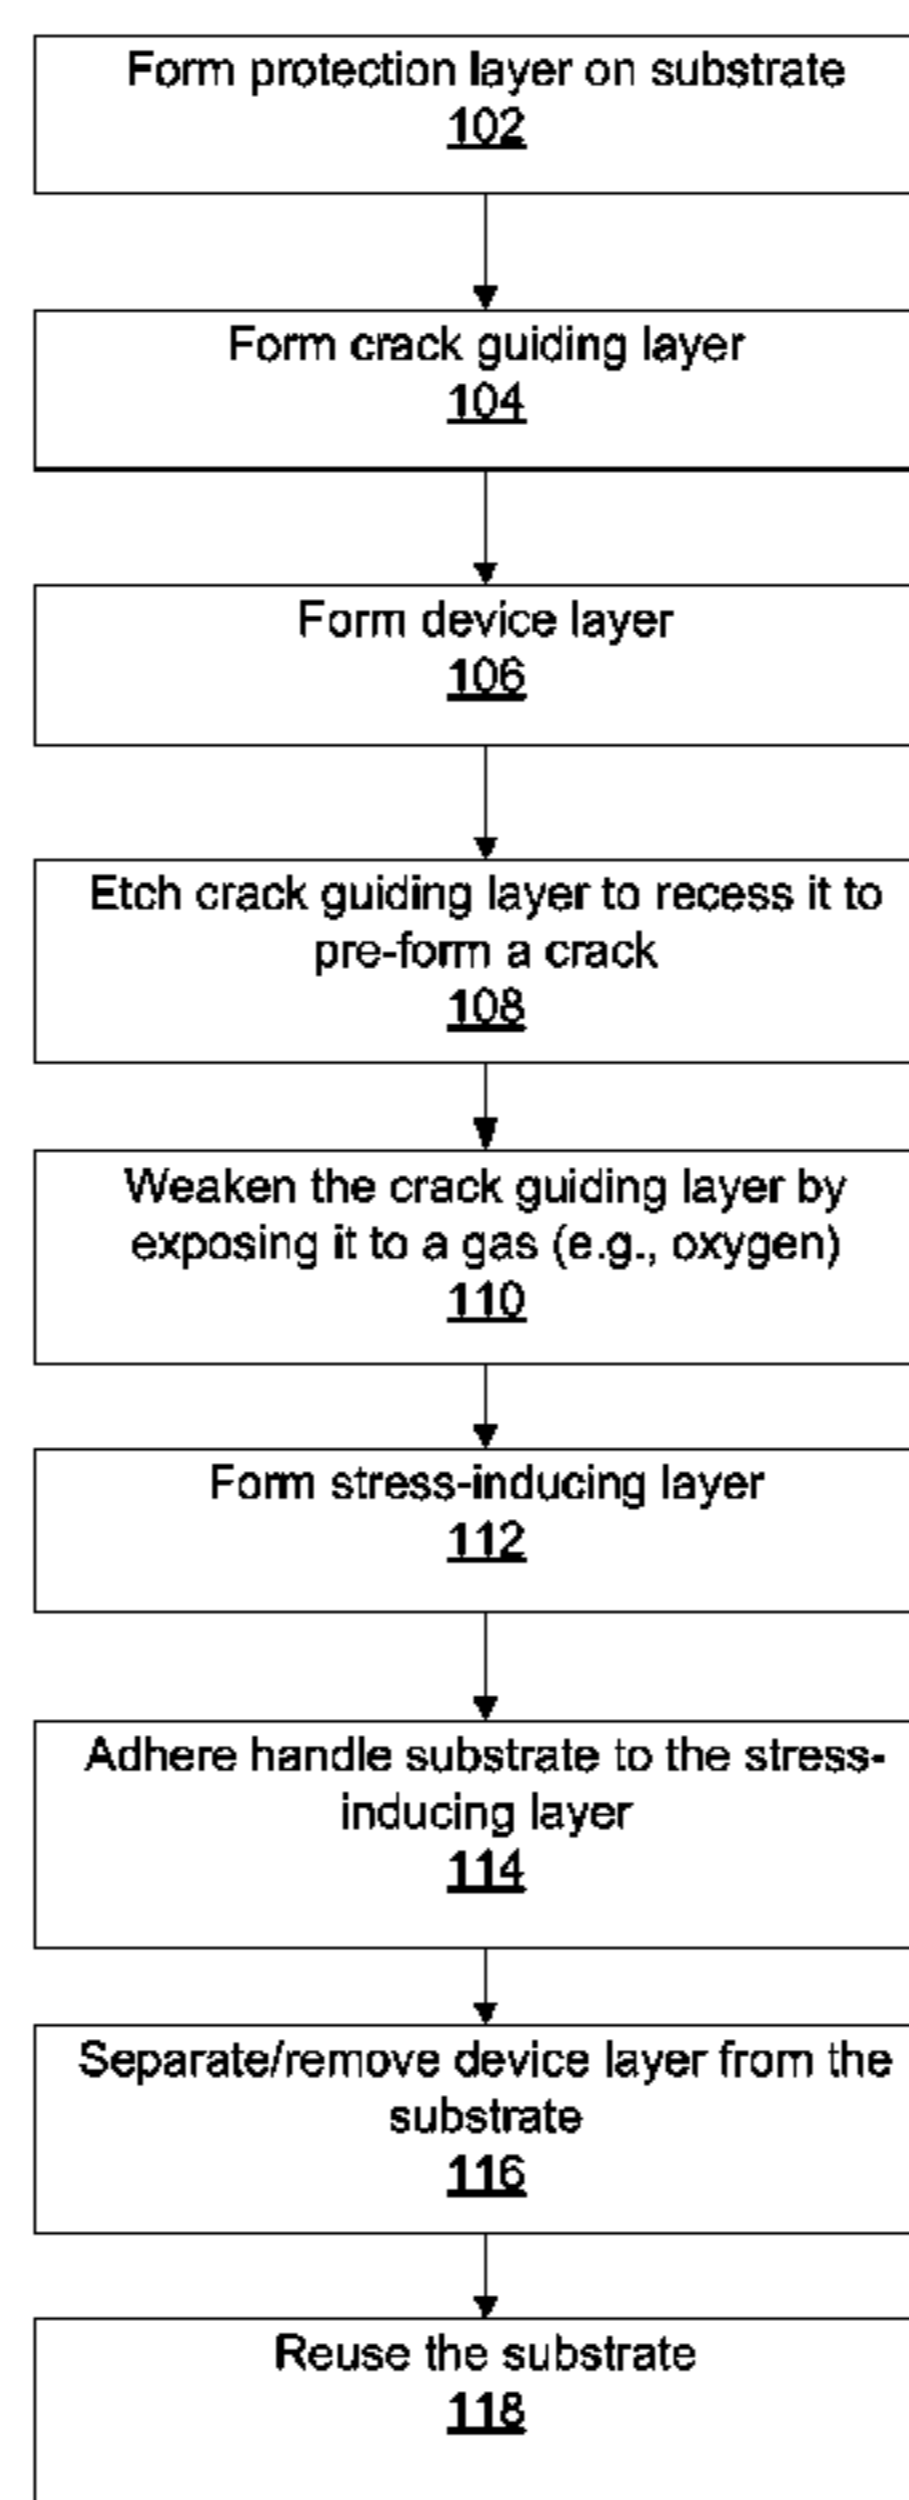 Form protection layer on substrate
102
Form crack guiding layer
104
Form device layer
106
Etch crack guiding layer to recess it to
pre-form a crack
108
Weaken the crack guiding layer by
exposing it to a gas (e.g., oxygen)
110
Form stress-inducing layer
112
Adhere handle substrate to the stress-
inducing layer
114
Separate/remove device layer from the
substrate
116
Reuse the substrate
118